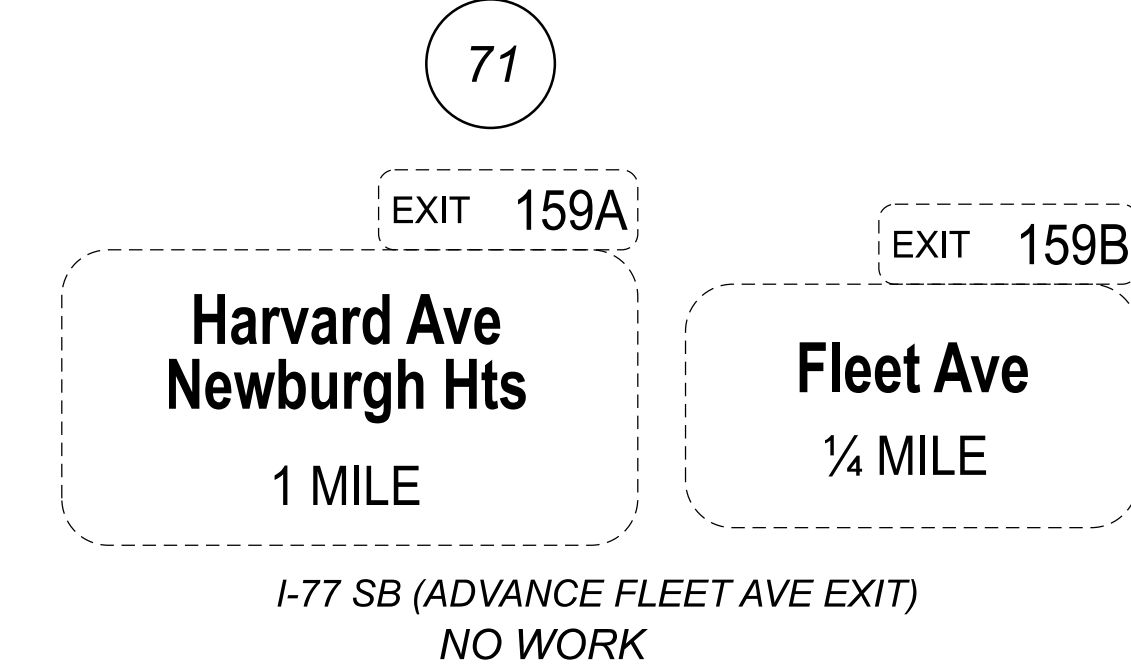 71
EXIT 159A
Harvard Ave
Newburgh Hts
1 MILE
EXIT 159B
Fleet Ave
¼ MILE
I-77 SB (ADVANCE FLEET AVE EXIT)
NO WORK